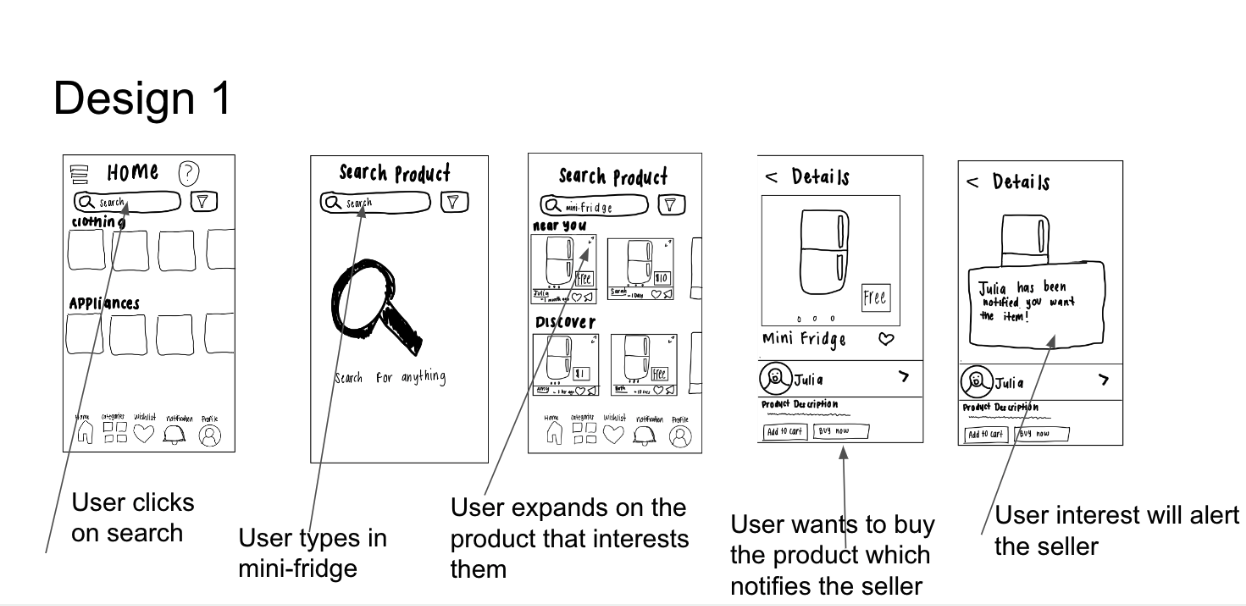 Design 1
HOME
?
Search
Clothing
APPliances
Home
Categories
Wishlist
notification
Profile
User clicks
on search
Search Product
Search
Search For anything
User types in
mini-fridge
Search Product
mini-Fridge
near you
Free
Julia
$10
Sarah
Discover
$1
Free
Home
Categories
Wishlist
notification
Profile
User expands on the
product that interests
them
< Details
Free
Mini Fridge
Julia
Product Description
Add to cart
Buy now
User wants to buy
the product which
notifies the seller
< Details
Julia has been
notified you want
the item!
Julia
Product Description
Add to cart
Buy now
User interest will alert
the seller